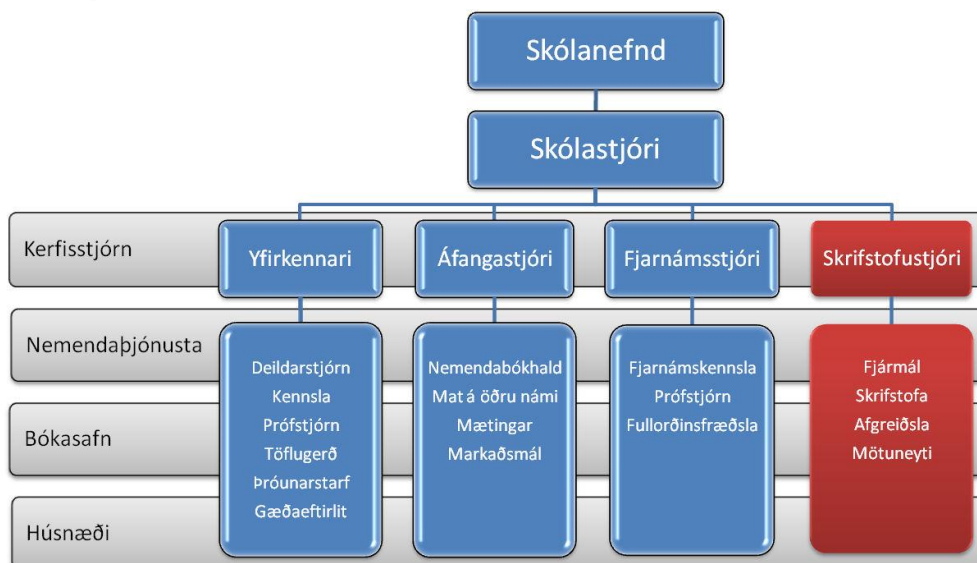 Skólanefnd
Skólastjóri
Kerfisstjórn
Yfirkennari
Áfangastjóri
Fjarnámsstjóri
Skrifstofustjóri
Nemendaþjónusta
Bókasafn
Húsnæði
Deildarstjórn
Kennsla
Prófstjórn
Töflugerð
Þróunarstarf
Gæðaeftirlit
Nemendabókhald
Mat á öðru námi
Mætingar
Markaðsmál
Fjarnámskennsla
Prófstjórn
Fullorðinsfræðsla
Fjármál
Skrifstofa
Afgreiðsla
Mötuneyti